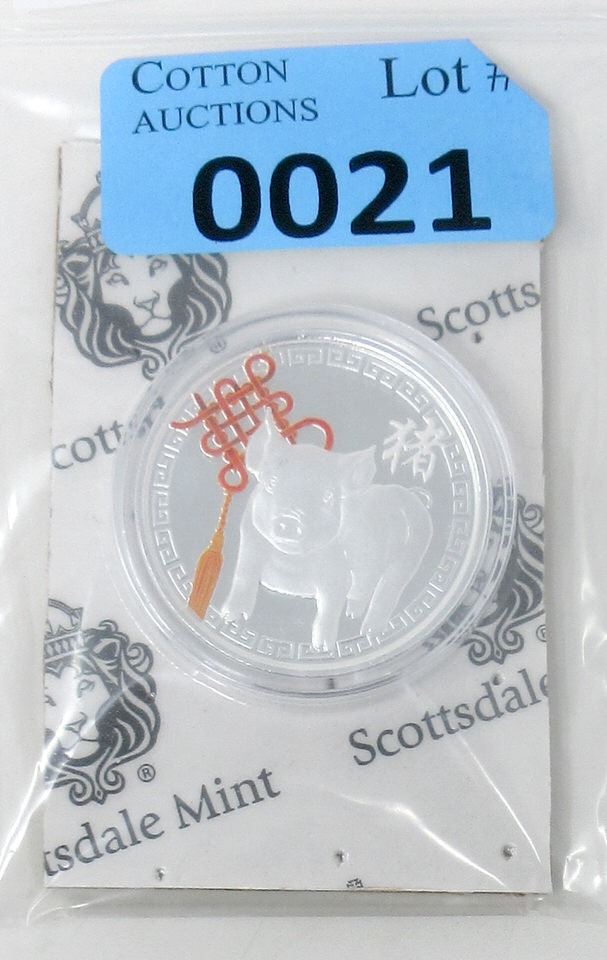 COTTON
AUCTIONS
Lot #
0021
Scotts
cott
猪
Scottsdale
®
tsdale Mint